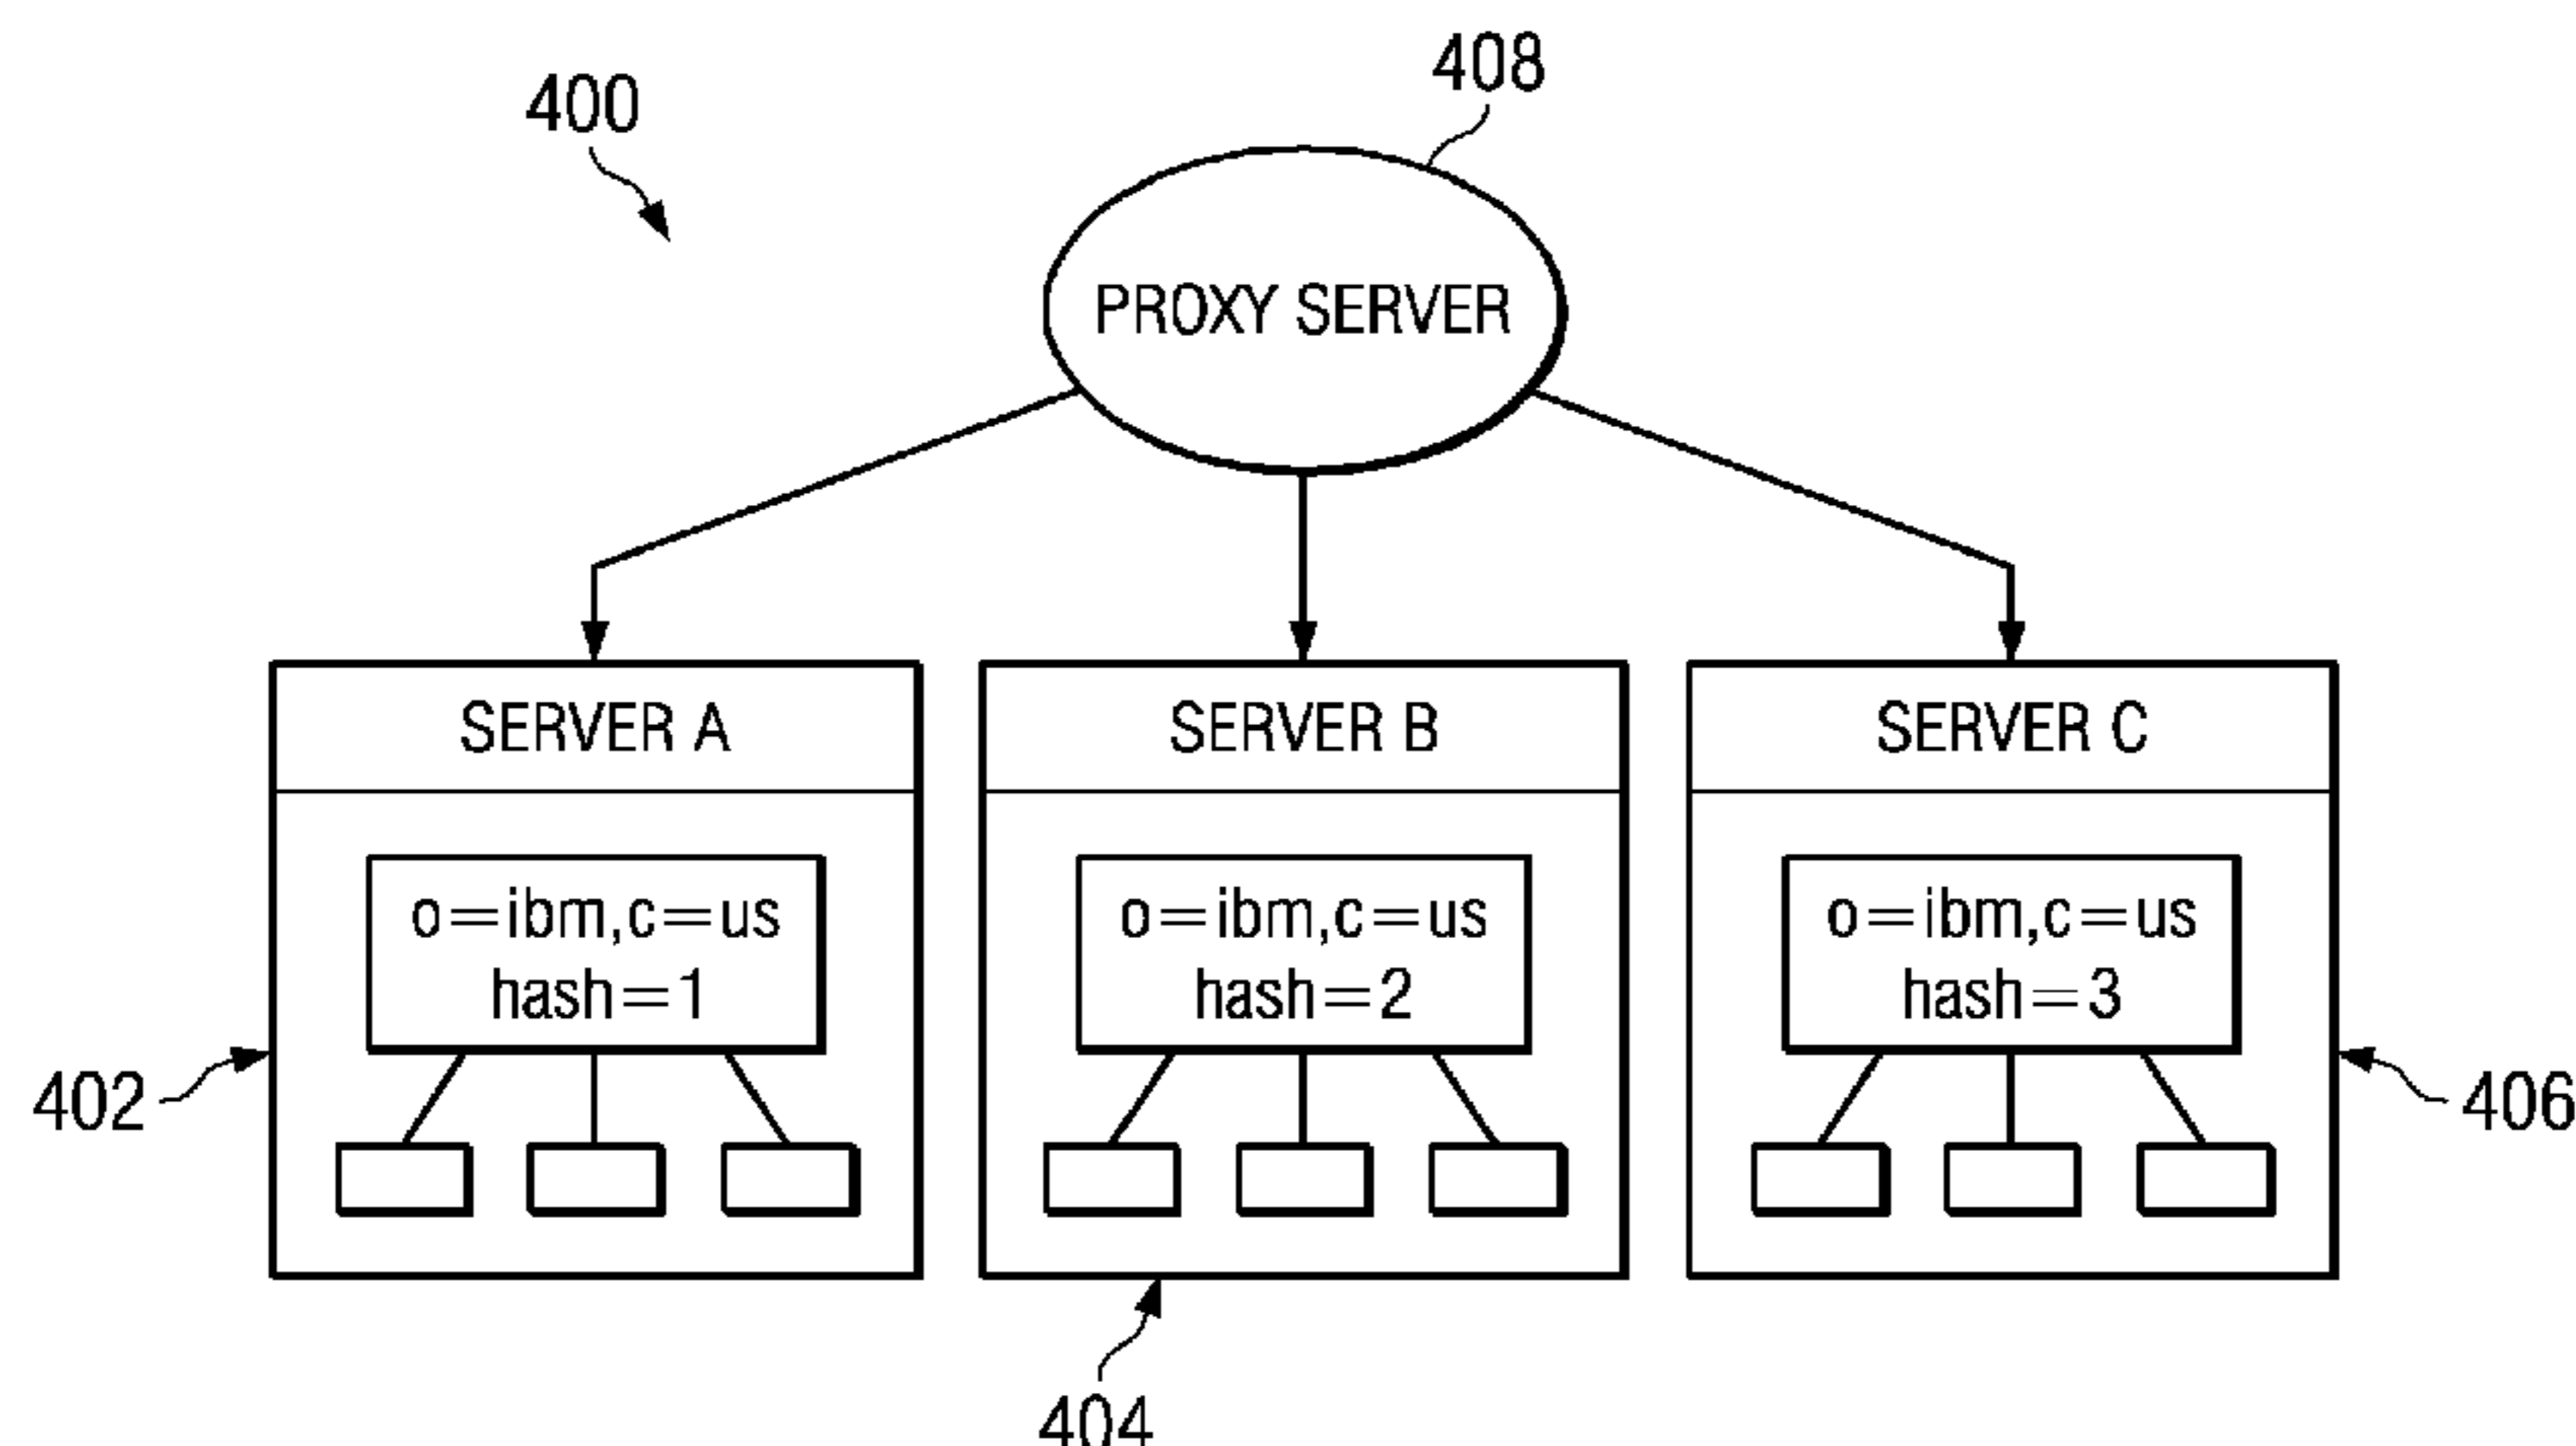 400
408
PROXY SERVER
SERVER A
SERVER B
SERVER C
o=ibm,c=us
hash=1
o=ibm,c=us
hash=2
o=ibm,c=us
hash=3
402
406
404